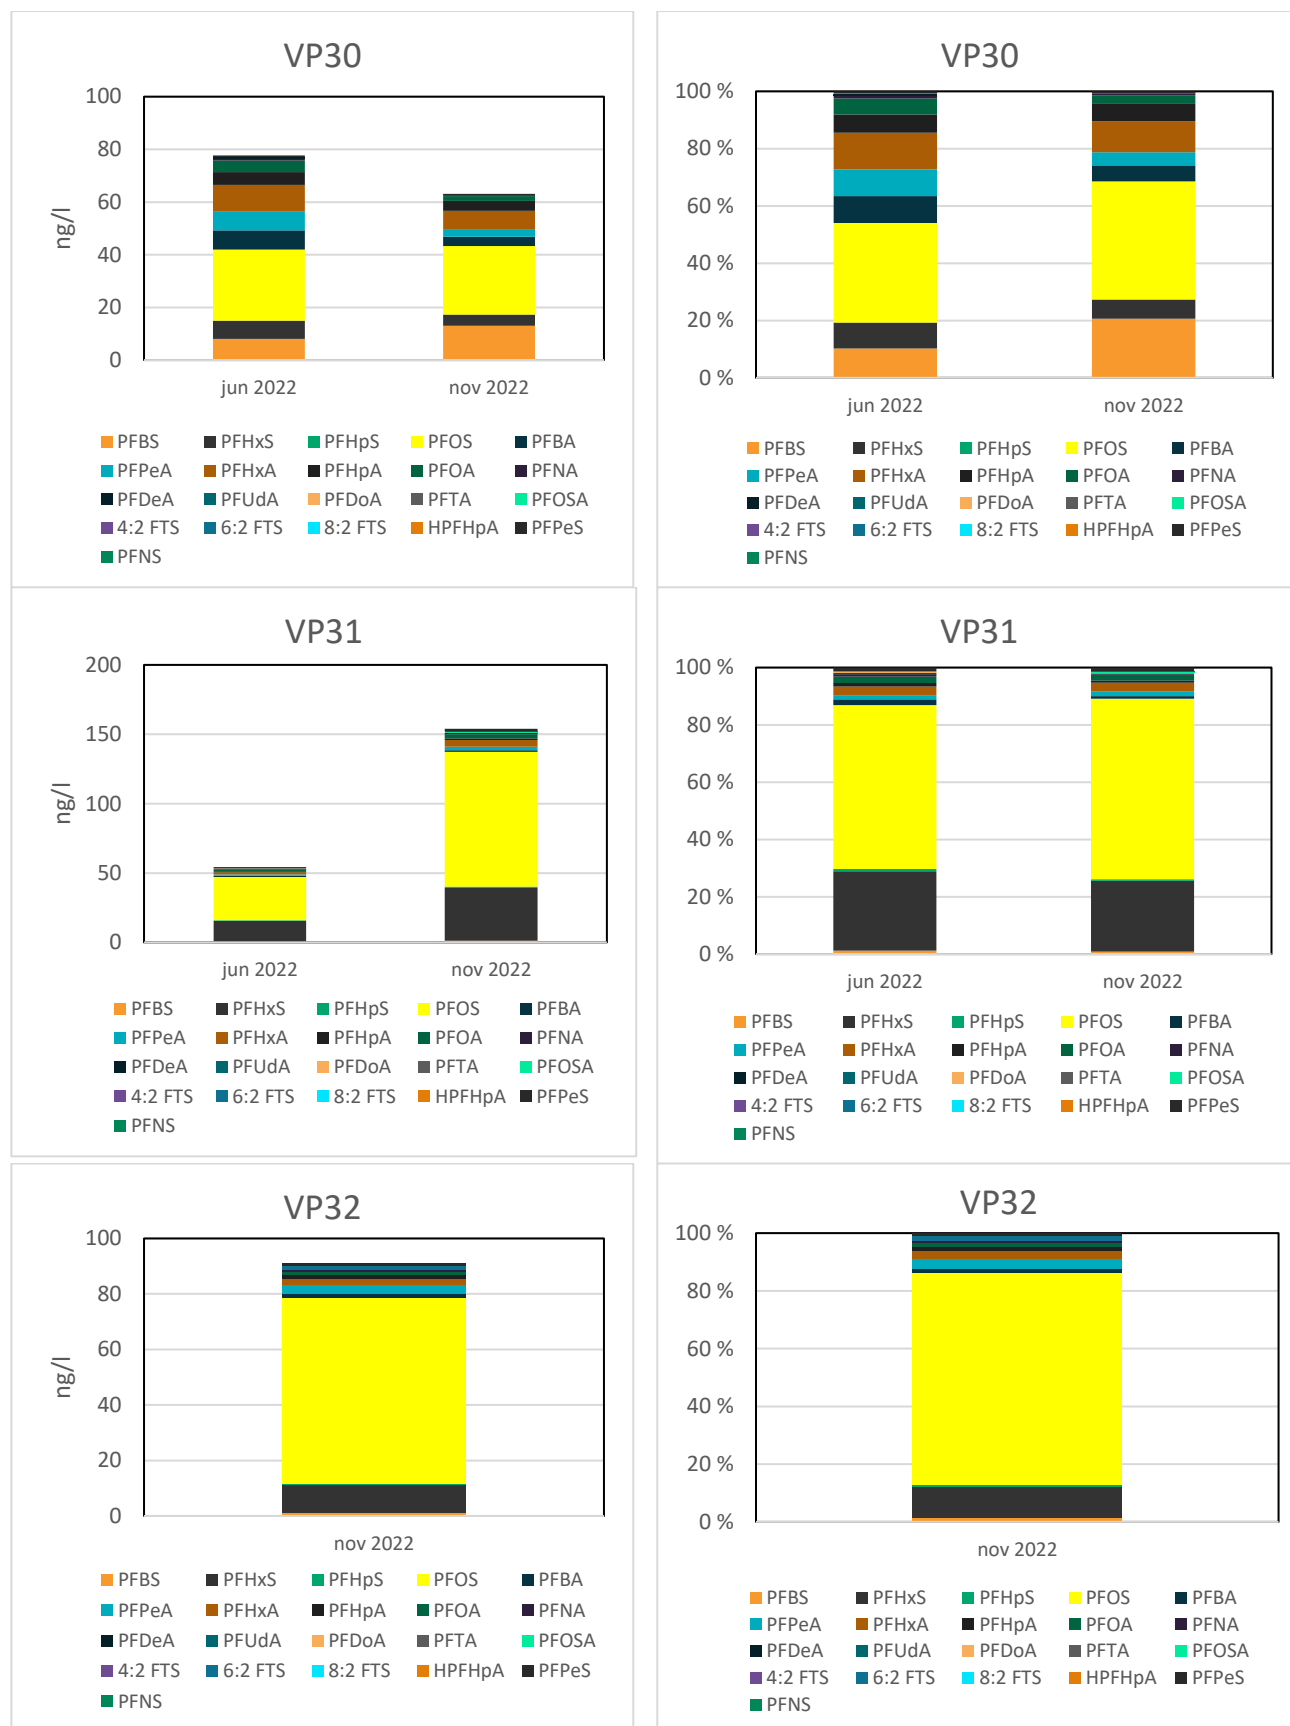 VP30
100
80
60
40
20
0
ng/l
jun 2022 nov 2022
PFBS PFHxS PFHpS PFOS PFBA
PFPeA PFHxA PFHpA PFOA PFNA
PFDeA PFUdA PFDoA PFTA PFOSA
4:2 FTS 6:2 FTS 8:2 FTS HPFHpA PFPeS
PFNS
VP30
100 %
80 %
60 %
40 %
20 %
0 %
jun 2022 nov 2022
PFBS PFHxS PFHpS PFOS PFBA
PFPeA PFHxA PFHpA PFOA PFNA
PFDeA PFUdA PFDoA PFTA PFOSA
4:2 FTS 6:2 FTS 8:2 FTS HPFHpA PFPeS
PFNS
VP31
200
150
100
50
0
ng/l
jun 2022 nov 2022
PFBS PFHxS PFHpS PFOS PFBA
PFPeA PFHxA PFHpA PFOA PFNA
PFDeA PFUdA PFDoA PFTA PFOSA
4:2 FTS 6:2 FTS 8:2 FTS HPFHpA PFPeS
PFNS
VP31
100 %
80 %
60 %
40 %
20 %
0 %
jun 2022 nov 2022
PFBS PFHxS PFHpS PFOS PFBA
PFPeA PFHxA PFHpA PFOA PFNA
PFDeA PFUdA PFDoA PFTA PFOSA
4:2 FTS 6:2 FTS 8:2 FTS HPFHpA PFPeS
PFNS
VP32
100
80
60
40
20
0
ng/l
nov 2022
PFBS PFHxS PFHpS PFOS PFBA
PFPeA PFHxA PFHpA PFOA PFNA
PFDeA PFUdA PFDoA PFTA PFOSA
4:2 FTS 6:2 FTS 8:2 FTS HPFHpA PFPeS
PFNS
VP32
100 %
80 %
60 %
40 %
20 %
0 %
nov 2022
PFBS PFHxS PFHpS PFOS PFBA
PFPeA PFHxA PFHpA PFOA PFNA
PFDeA PFUdA PFDoA PFTA PFOSA
4:2 FTS 6:2 FTS 8:2 FTS HPFHpA PFPeS
PFNS